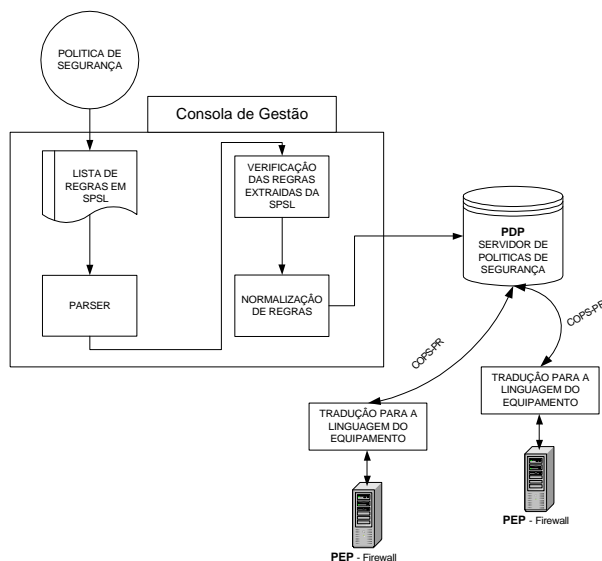 POLITICA DE
SEGURANÇA
Consola de Gestão
LISTA DE
REGRAS EM
SPSL
VERIFICAÇÃO
DAS REGRAS
EXTRAIDAS DA
SPSL
PARSER
NORMALIZAÇÃO
DE REGRAS
PDP
SERVIDOR DE
POLITICAS DE
SEGURANÇA
COPS-PR
COPS-PR
TRADUÇÃO PARA A
LINGUAGEM DO
EQUIPAMENTO
TRADUÇÃO PARA A
LINGUAGEM DO
EQUIPAMENTO
PEP - Firewall
PEP - Firewall